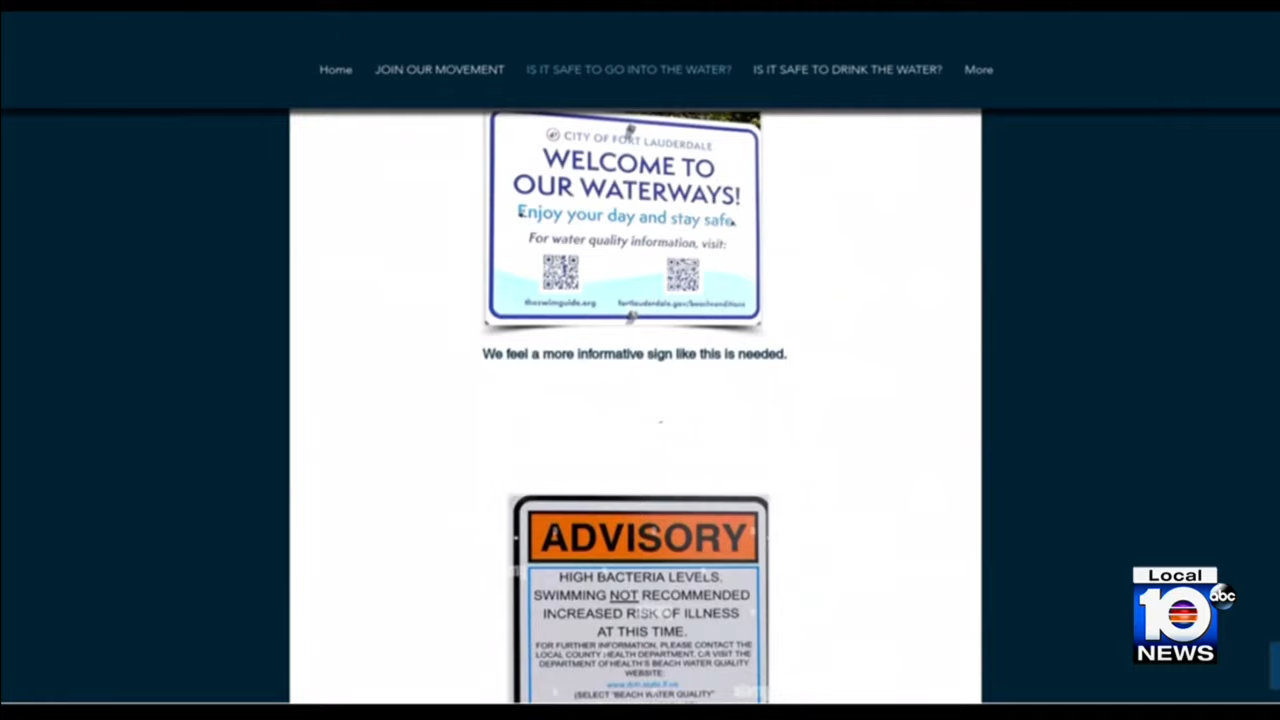 Home JOIN OUR MOVEMENT IS IT SAFE TO GO INTO THE WATER? IS IT SAFE TO DRINK THE WATER? More
CITY OF FORT LAUDERDALE
WELCOME TO
OUR WATERWAYS!
Enjoy your day and stay safe.
For water quality information, visit:
theswimguide.org fortlauderdale.gov/beachconditions
We feel a more informative sign like this is needed.
ADVISORY
HIGH BACTERIA LEVELS.
SWIMMING NOT RECOMMENDED
INCREASED RISK OF ILLNESS
AT THIS TIME.
FOR FURTHER INFORMATION, PLEASE CONTACT THE
LOCAL COUNTY HEALTH DEPARTMENT, OR VISIT THE
DEPARTMENT OF HEALTH'S BEACH WATER QUALITY
WEBSITE:
(SELECT "BEACH WATER QUALITY"
Local
10 abc
NEWS